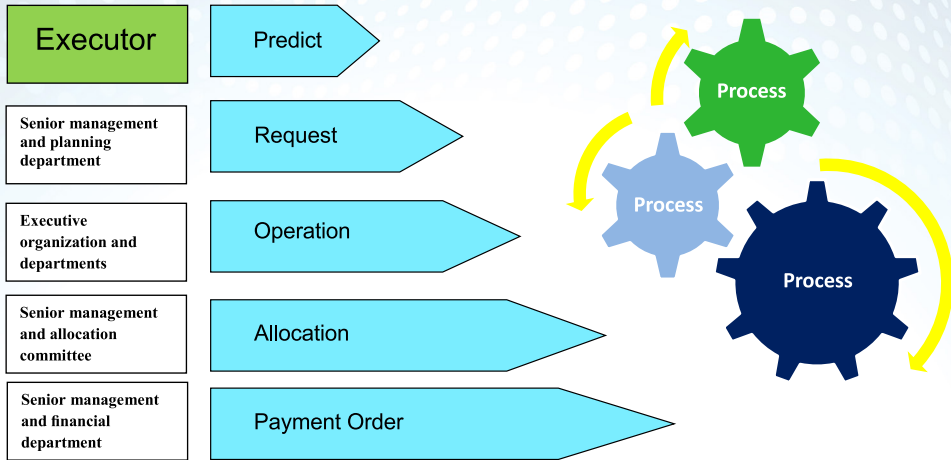 Executor
Predict
Senior management
and planning
department
Request
Executive
organization and
departments
Operation
Senior management
and allocation
committee
Allocation
Senior management
and financial
department
Payment Order
Process
Process
Process